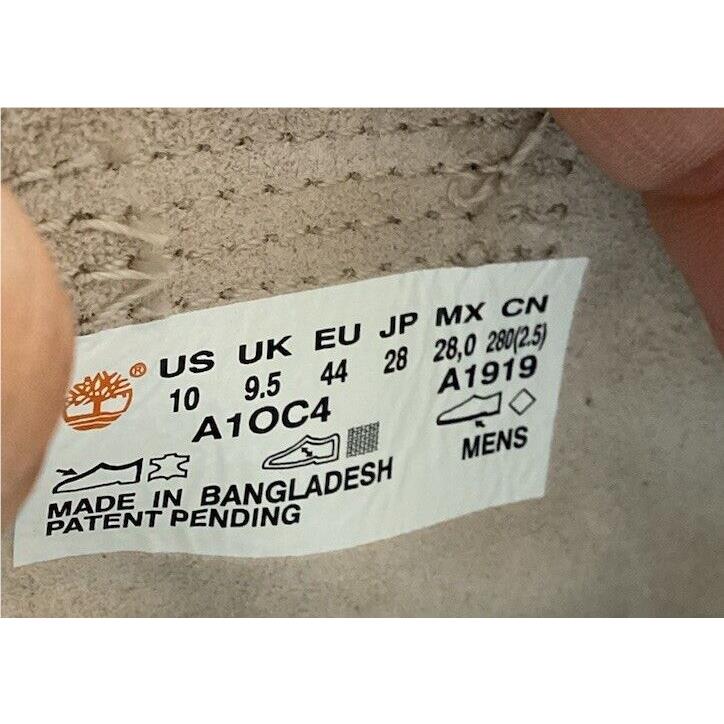 ® US UK EU JP MX CN
10 9.5 44 28 28,0 280(2.5)
A1OC4 A1919
MENS
MADE IN BANGLADESH
PATENT PENDING